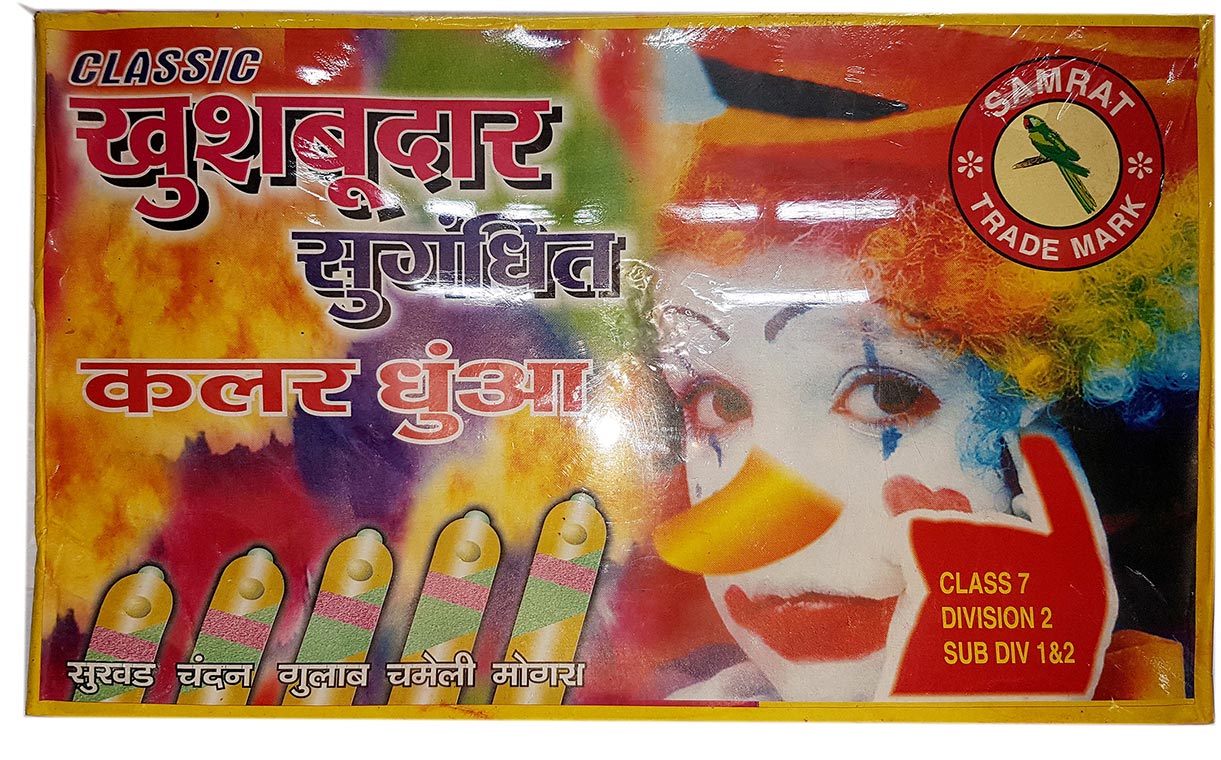 CLASSIC
खुशबूदार
सुगंधित
कलर धुंआ
SAMRAT
TRADE MARK
CLASS 7
DIVISION 2
SUB DIV 1&2
सुखड चंदन गुलाब चमेली मोगरा